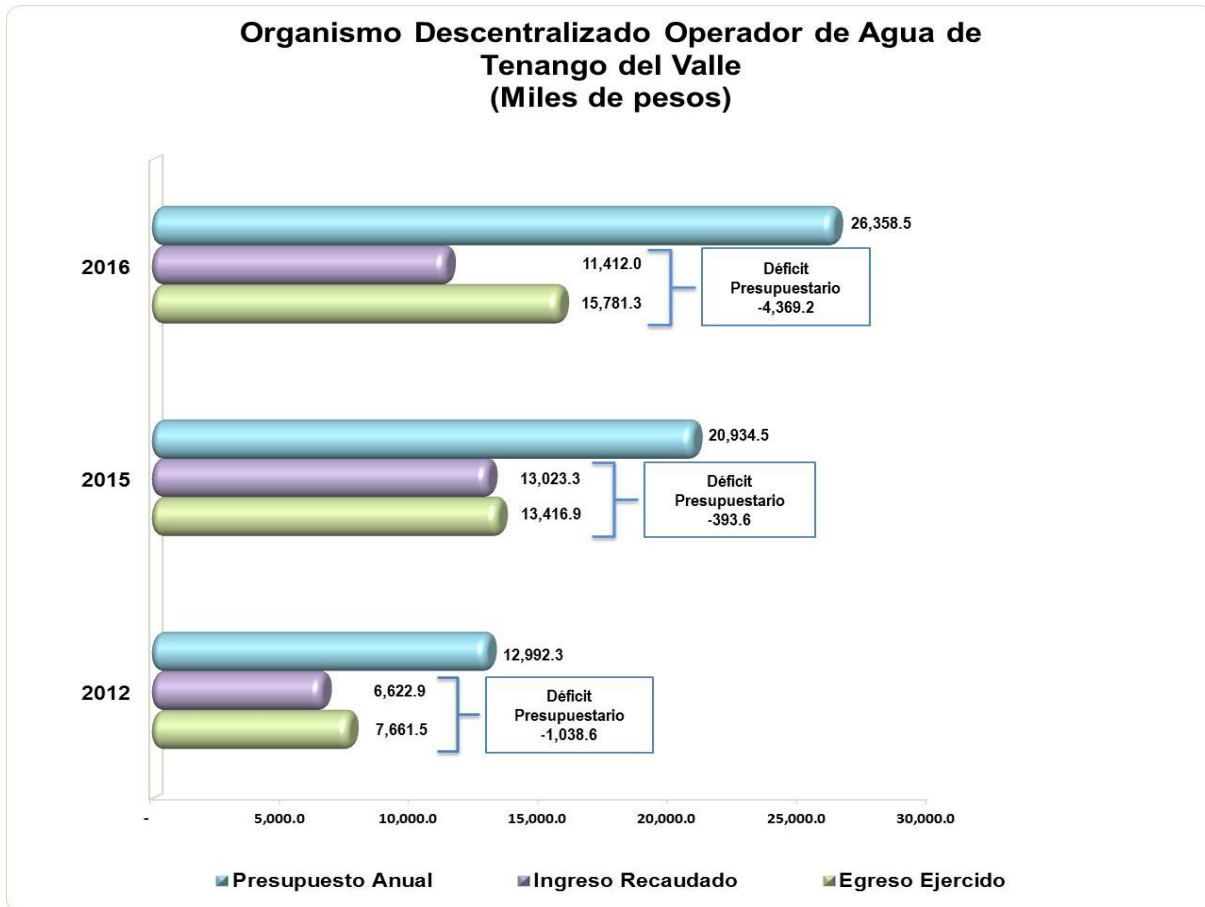 Organismo Descentralizado Operador de Agua de
Tenango del Valle
(Miles de pesos)
2016
26,358.5
11,412.0
15,781.3
Déficit
Presupuestario
-4,369.2
2015
20,934.5
13,023.3
13,416.9
Déficit
Presupuestario
-393.6
2012
12,992.3
6,622.9
7,661.5
Déficit
Presupuestario
-1,038.6
- 5,000.0 10,000.0 15,000.0 20,000.0 25,000.0 30,000.0
Presupuesto Anual Ingreso Recaudado Egreso Ejercido